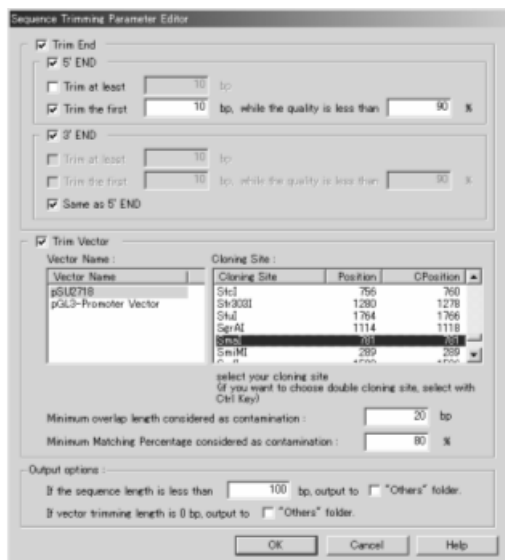 Sequence Trimming Parameter Editor
Trim End
5' END
Trim at least 10 bp
Trim the first 10 bp, while the quality is less than 90 %
3' END
Trim at least 10 bp
Trim the first 10 bp, while the quality is less than 90 %
Same as 5' END
Trim Vector
Vector Name : Cloning Site :
Vector Name Cloning Site Position CPosition
pSU2718 StcI 756 760
pGL3-Promoter Vector Str303I 1280 1278
StuI 1764 1766
SgrAI 1114 1118
SmaI 781 781
SmiMI 289 289
select your cloning site
(if you want to choose double cloning site, select with
Ctrl Key)
Minimum overlap length considered as contamination : 20 bp
Minimum Matching Percentage considered as contamination : 80 %
Output options :
If the sequence length is less than 100 bp, output to "Others" folder.
If vector trimming length is 0 bp, output to "Others" folder.
OK Cancel Help